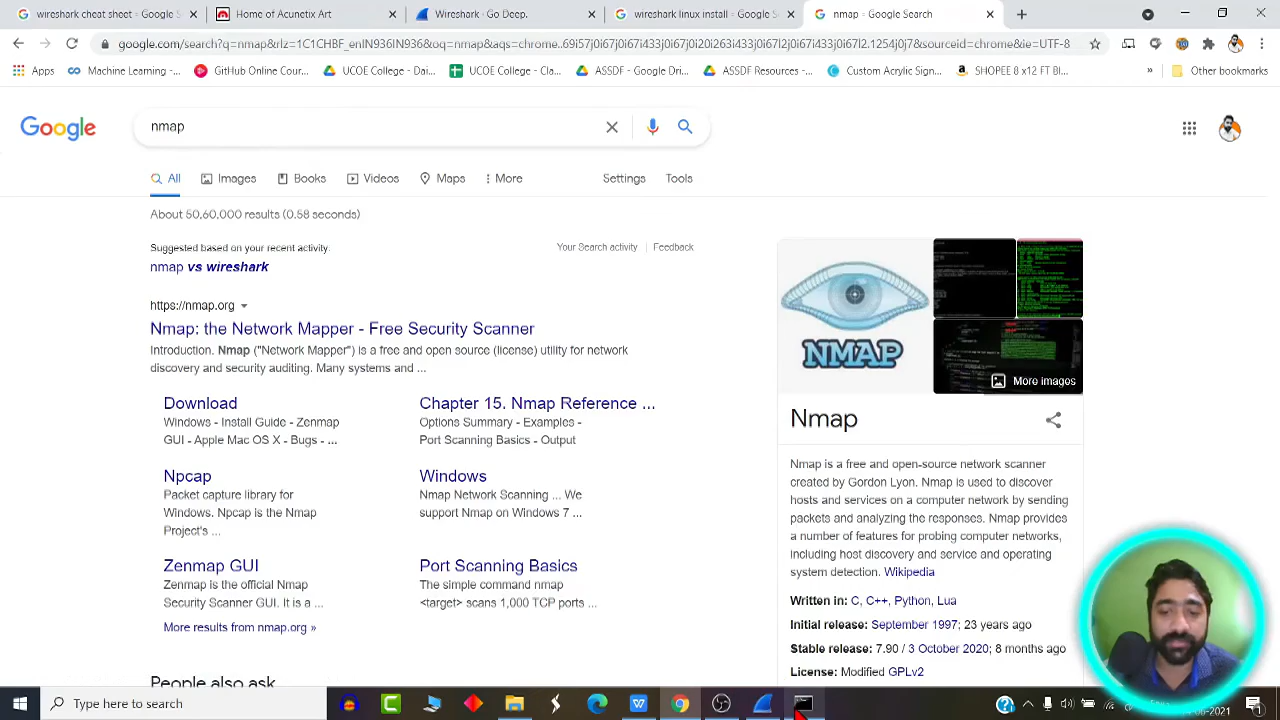 Art of Manliness
Wireshark · Go Deep.
wireshark linux install - Google S
nmap - Google Search
google.com/search?q=nmap&rlz=1C1CHBF_enIN936IN936&oq=nmap&aqs=chrome..69i57j0i67j0i67j0i20i263i433j0i67i433j0i67l2.1254j0j7&sourceid=chrome&ie=UTF-8
Apps
Machine Learning -...
GitHub Online Cour...
UCOE College - Dai...
UCOE College - Cla...
ASSDF - Google Dri...
ASSDF Resources -...
Custom Acrylic Sign...
SHOPEE 8 x12 FT Bl...
»
Other bookmarks
Google
nmap
All
Images
Books
Videos
Maps
More
Settings
Tools
About 50,60,000 results (0.58 seconds)
Suggested based on your recent activity.
Your Search activity
Feedback
nmap vs wireshark
https://nmap.org
Nmap: the Network Mapper - Free Security Scanner
Introduction. Nmap ("Network Mapper") is a free and open source (
utility for network
discovery and security
Many systems and ...
Download
Windows - Install Guide - Zenmap
GUI - Apple Mac OS X - Bugs - ...
Chapter 15. Nmap Reference ...
Options Summary - Examples -
Port Scanning Basics - Output
Npcap
Packet capture library for
Windows. Npcap is the Nmap
Project's ...
Windows
Nmap Network Scanning ... We
support Nmap on Windows 7 ...
Zenmap GUI
Zenmap is the official Nmap
Security Scanner GUI. It is a ...
Port Scanning Basics
The simple command nmap
<target> scans 1,000 TCP ports ...
More results from nmap.org »
People also ask
NMAP
More images
Nmap
Nmap is a free and open-source network scanner
created by Gordon Lyon. Nmap is used to discover
hosts and services on a computer network by sending
packets and analyzing the responses. Nmap provides
a number of features for probing computer networks,
including host discovery and service and operating
system detection. Wikipedia
Written in: C, C++, Python, Lua
Initial release: September 1997; 23 years ago
Stable release: 7.90 / 3 October 2020; 8 months ago
License: Modified GPLv2
Type here to search